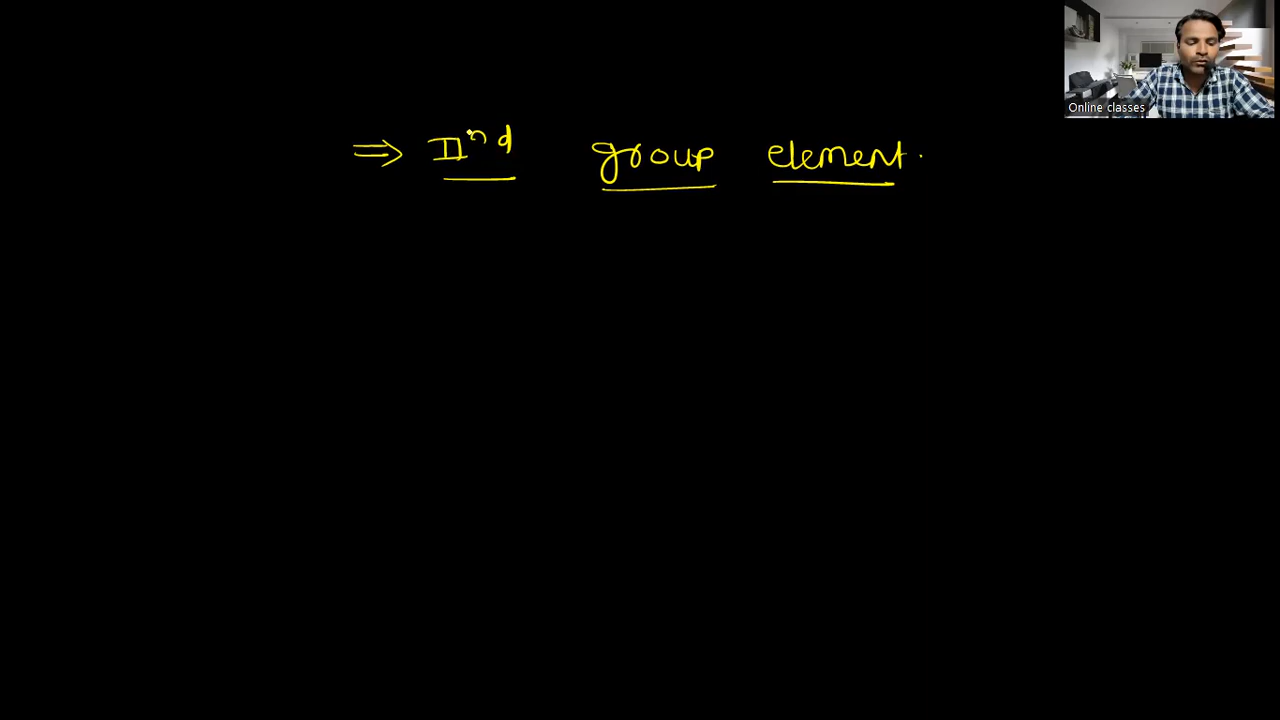 Online classes
⇒ IInd group element.